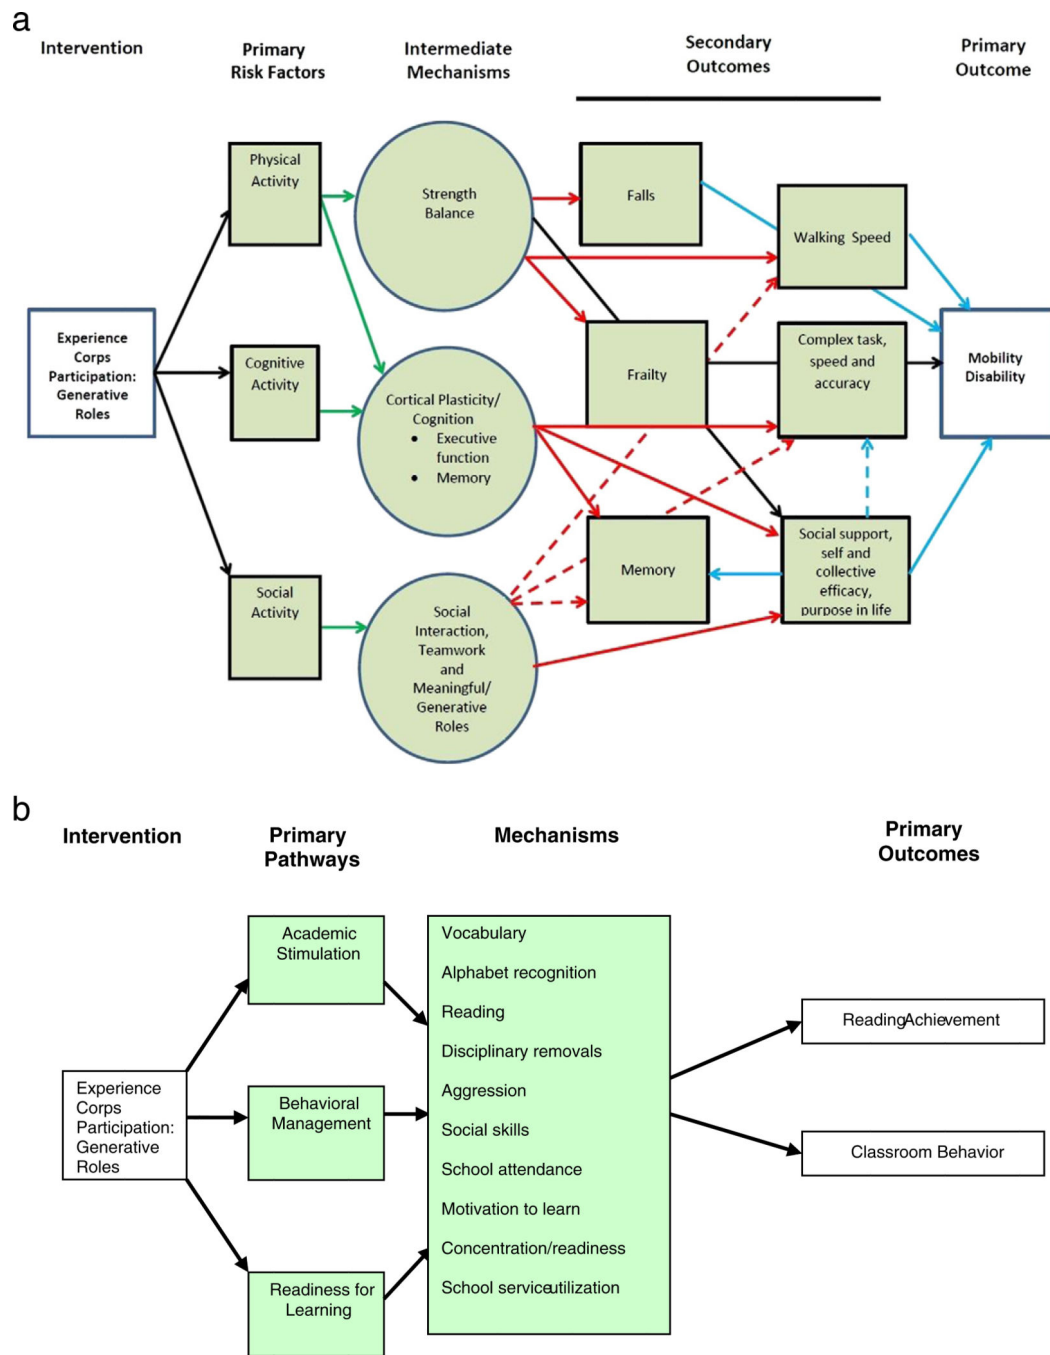 a
Intervention
Primary
Risk Factors
Intermediate
Mechanisms
Secondary
Outcomes
Primary
Outcome
Physical
Activity
Strength
Balance
Falls
Walking Speed
Experience
Corps
Participation:
Generative
Roles
Cognitive
Activity
Cortical Plasticity/
Cognition
• Executive
function
• Memory
Frailty
Complex task,
speed and
accuracy
Mobility
Disability
Social
Activity
Social
Interaction,
Teamwork
and
Meaningful/
Generative
Roles
Memory
Social support,
self and
collective
efficacy,
purpose in life
b
Intervention
Primary
Pathways
Mechanisms
Primary
Outcomes
Experience
Corps
Participation:
Generative
Roles
Academic
Stimulation
Behavioral
Management
Readiness for
Learning
Vocabulary
Alphabet recognition
Reading
Disciplinary removals
Aggression
Social skills
School attendance
Motivation to learn
Concentration/readiness
School service utilization
Reading Achievement
Classroom Behavior